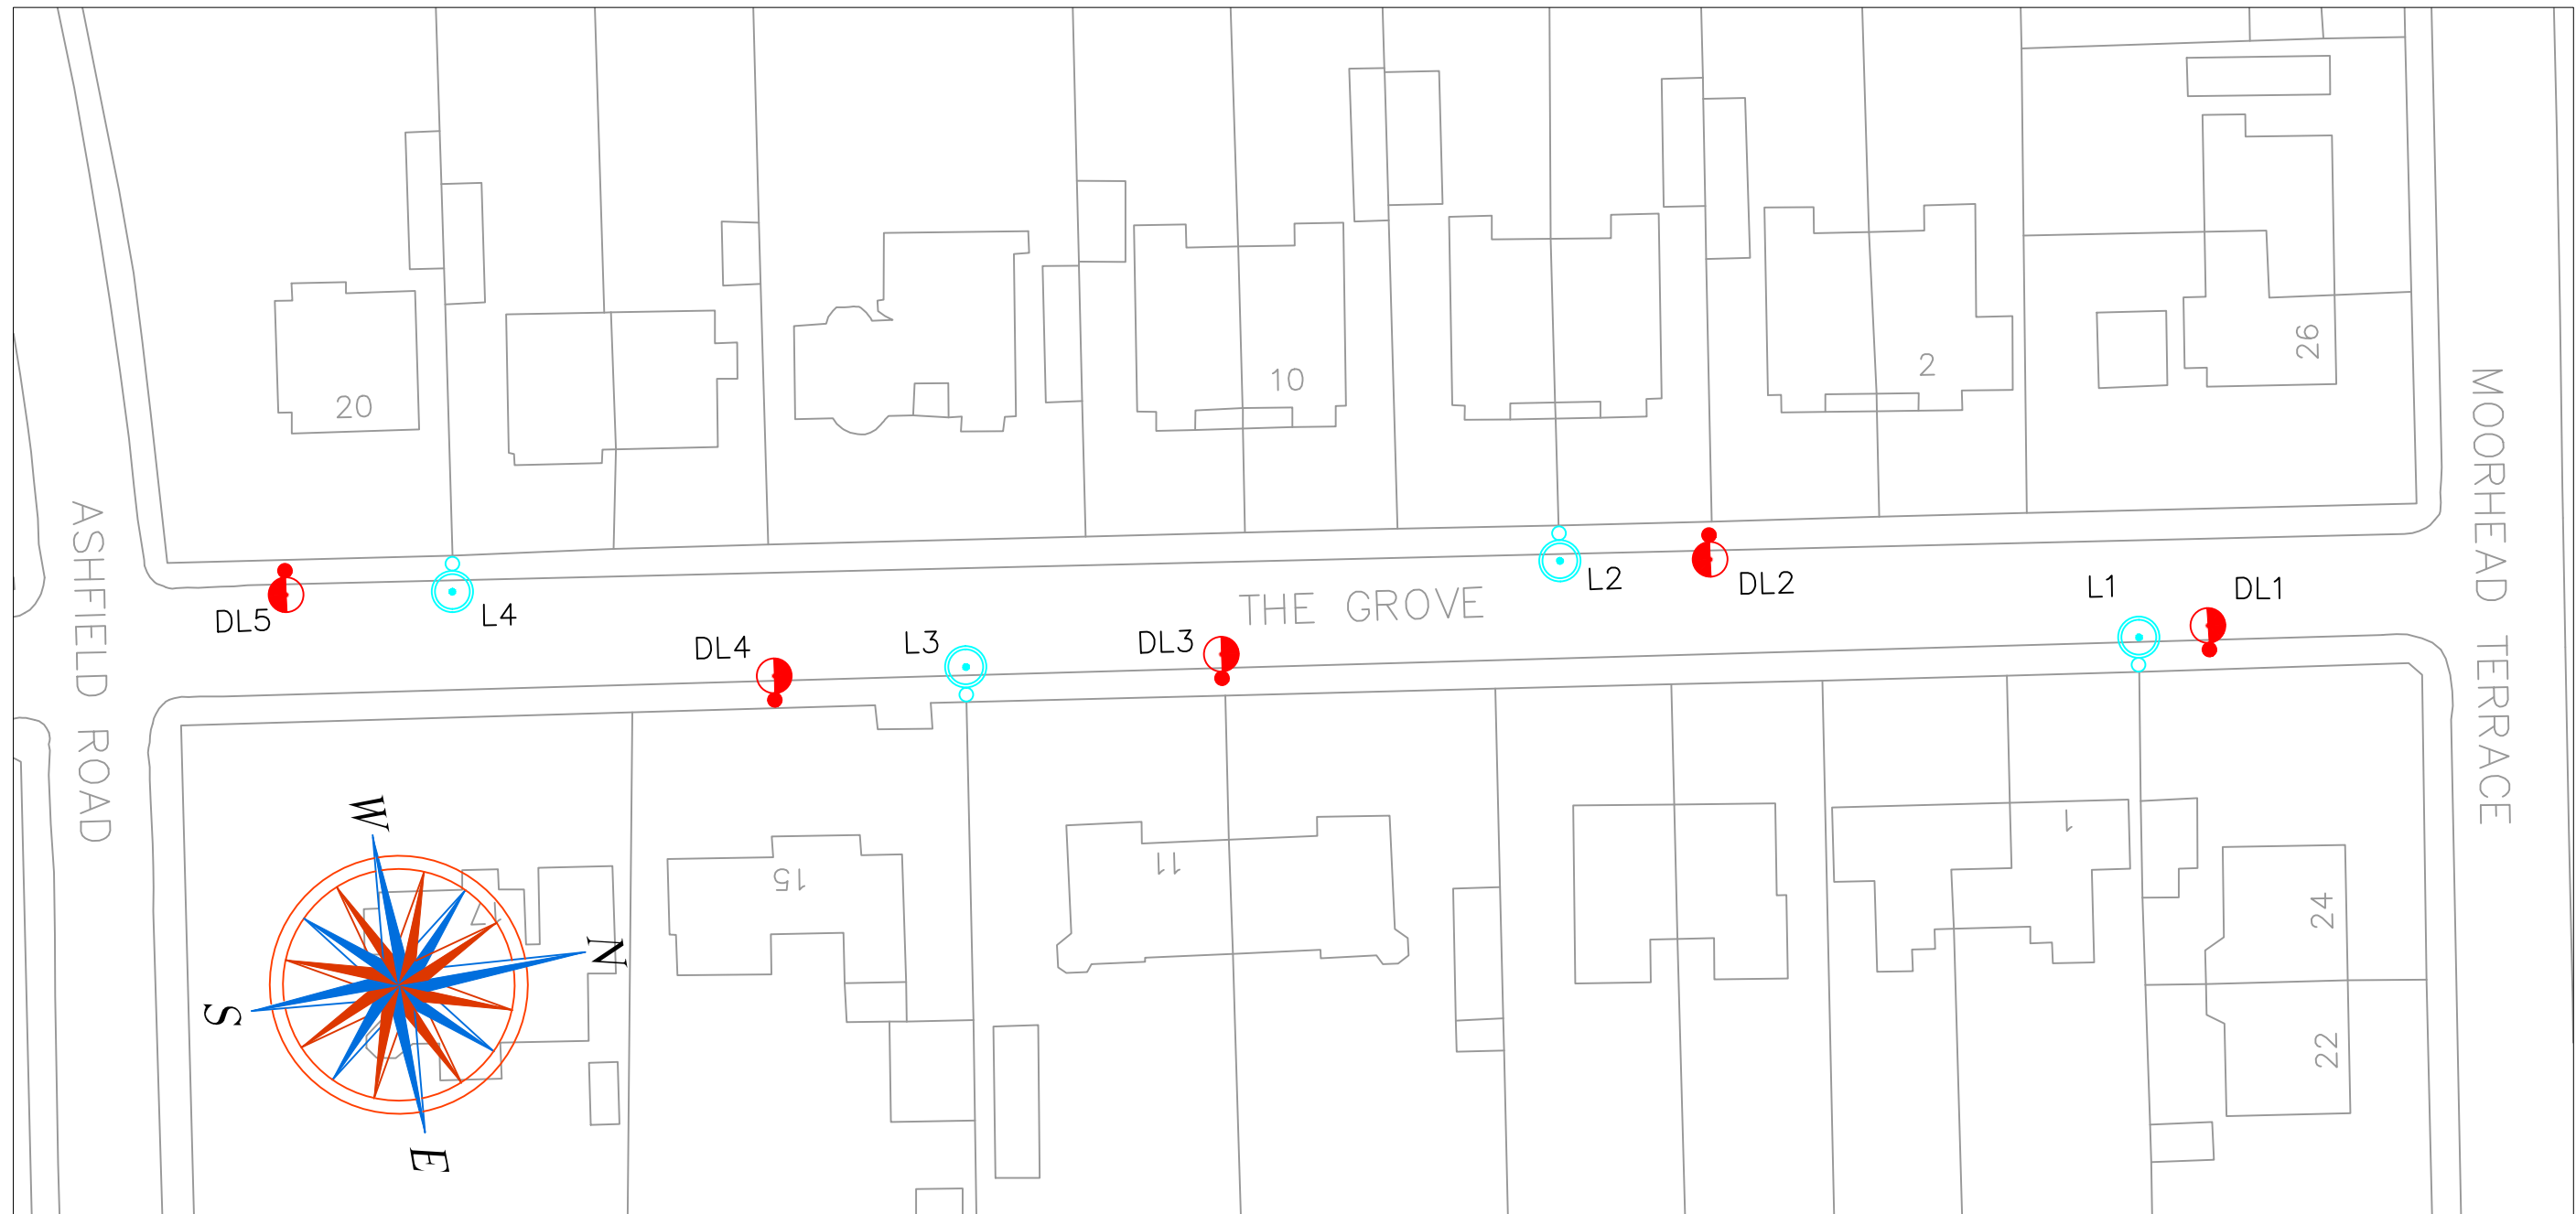 20
10
2
26
MOORHEAD TERRACE
ASHFIELD ROAD
THE GROVE
DL5
L4
DL4
L3
DL3
L2
DL2
L1
DL1
W
N
S
E
17
15
11
1
24
22